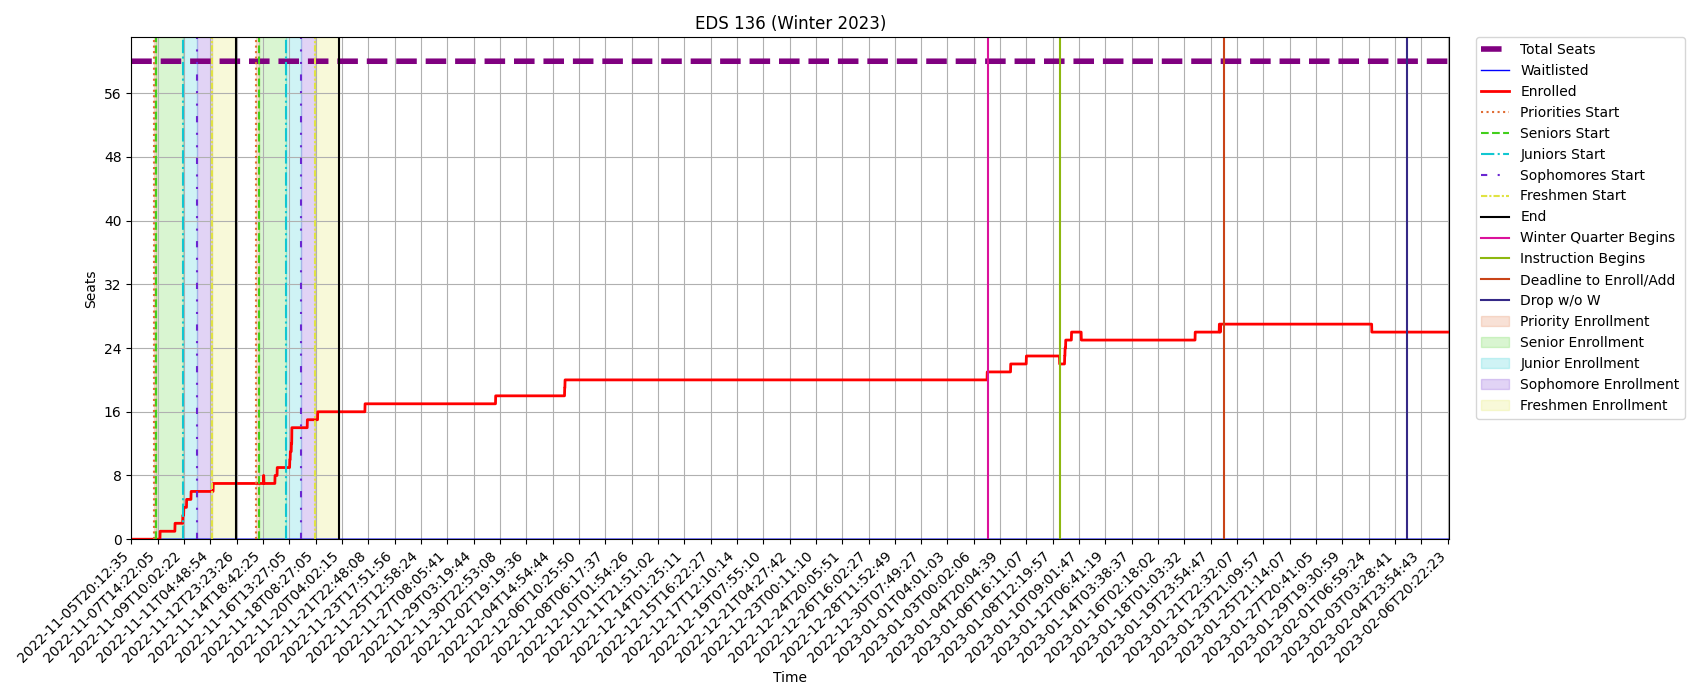 EDS 136 (Winter 2023)
Seats
56
48
40
32
24
16
8
0
2022-11-05T20:12:35
2022-11-07T14:22:05
2022-11-09T10:02:22
2022-11-11T04:48:54
2022-11-12T23:23:26
2022-11-14T18:42:25
2022-11-16T13:27:05
2022-11-18T08:27:05
2022-11-20T04:02:15
2022-11-21T22:48:08
2022-11-23T17:51:56
2022-11-25T12:58:24
2022-11-27T08:05:41
2022-11-29T03:19:44
2022-11-30T22:53:08
2022-12-02T19:19:36
2022-12-04T14:54:44
2022-12-06T10:25:50
2022-12-08T06:17:37
2022-12-10T01:54:26
2022-12-11T21:51:02
2022-12-14T01:25:11
2022-12-15T16:22:27
2022-12-17T12:10:14
2022-12-19T07:55:10
2022-12-21T04:27:42
2022-12-23T00:11:10
2022-12-24T20:05:51
2022-12-26T16:02:27
2022-12-28T11:52:49
2022-12-30T07:49:27
2023-01-01T04:01:03
2023-01-03T00:02:06
2023-01-04T20:04:39
2023-01-06T16:11:07
2023-01-08T12:19:57
2023-01-10T09:01:47
2023-01-12T06:41:19
2023-01-14T03:38:37
2023-01-16T02:18:02
2023-01-18T01:03:32
2023-01-19T23:54:47
2023-01-21T22:32:07
2023-01-23T21:09:57
2023-01-25T21:14:07
2023-01-27T20:41:05
2023-01-29T19:30:59
2023-02-01T06:59:24
2023-02-03T03:28:41
2023-02-04T23:54:43
2023-02-06T20:22:23
Time
Total Seats
Waitlisted
Enrolled
Priorities Start
Seniors Start
Juniors Start
Sophomores Start
Freshmen Start
End
Winter Quarter Begins
Instruction Begins
Deadline to Enroll/Add
Drop w/o W
Priority Enrollment
Senior Enrollment
Junior Enrollment
Sophomore Enrollment
Freshmen Enrollment